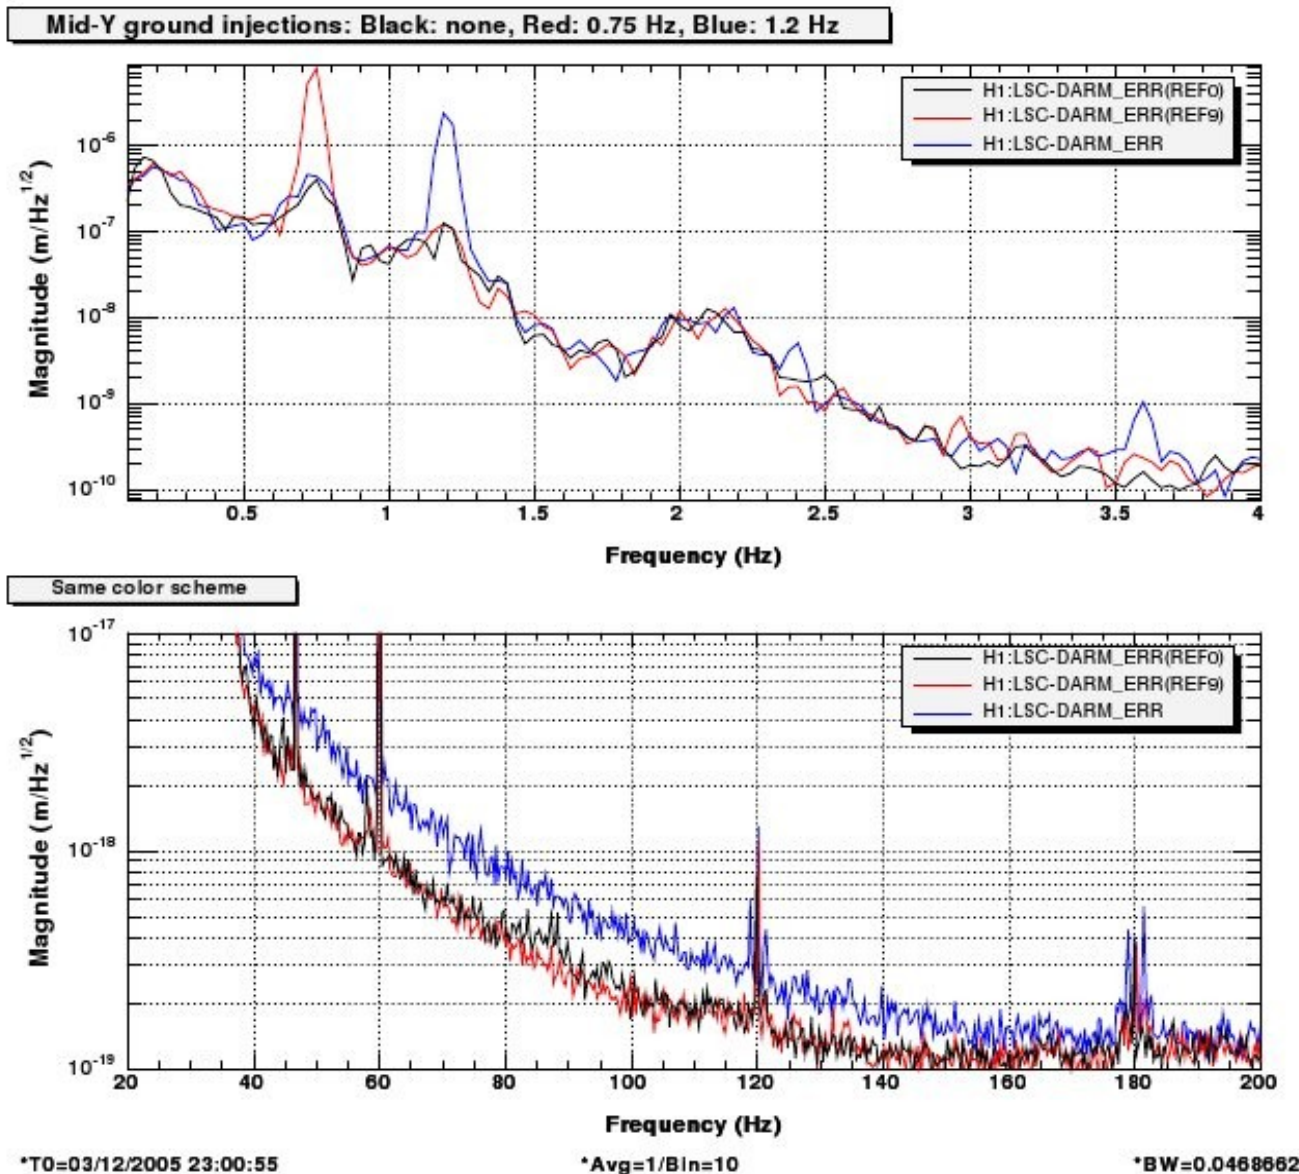 Mid-Y ground injections: Black: none, Red: 0.75 Hz, Blue: 1.2 Hz
H1:LSC-DARM_ERR(REF0)
H1:LSC-DARM_ERR(REF9)
H1:LSC-DARM_ERR
Magnitude (m/Hz^1/2)
10^-6
10^-7
10^-8
10^-9
10^-10
0.5 1 1.5 2 2.5 3 3.5 4
Frequency (Hz)
Same color scheme
H1:LSC-DARM_ERR(REF0)
H1:LSC-DARM_ERR(REF9)
H1:LSC-DARM_ERR
Magnitude (m/Hz^1/2)
10^-17
10^-18
10^-19
20 40 60 80 100 120 140 160 180 200
Frequency (Hz)
*T0=03/12/2005 23:00:55 *Avg=1/Bin=10 *BW=0.0468662